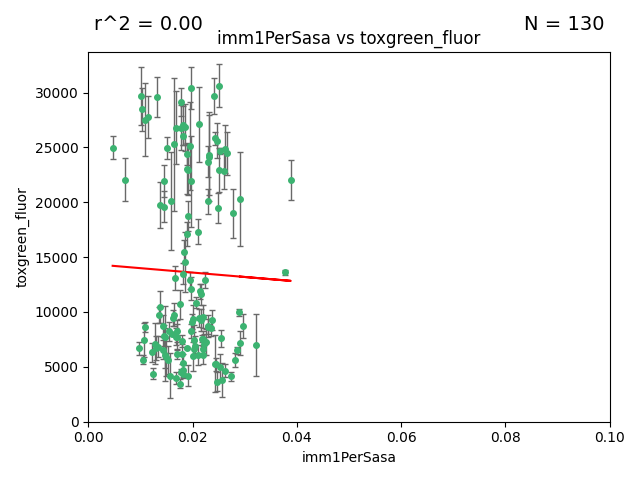 r^2 = 0.00
N = 130
imm1PerSasa vs toxgreen_fluor
30000
25000
20000
15000
10000
5000
0
toxgreen_fluor
0.00
0.02
0.04
0.06
0.08
0.10
imm1PerSasa